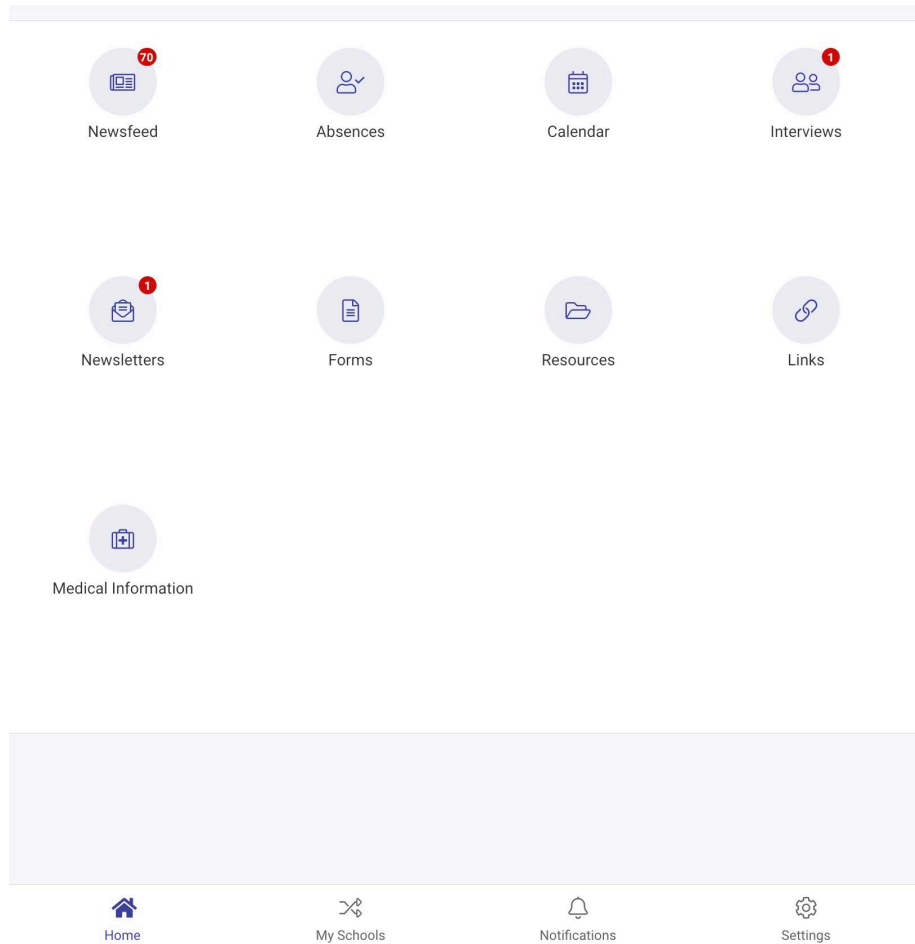 70
1
Newsfeed Absences Calendar Interviews
1
Newsletters Forms Resources Links
Medical Information
Home My Schools Notifications Settings